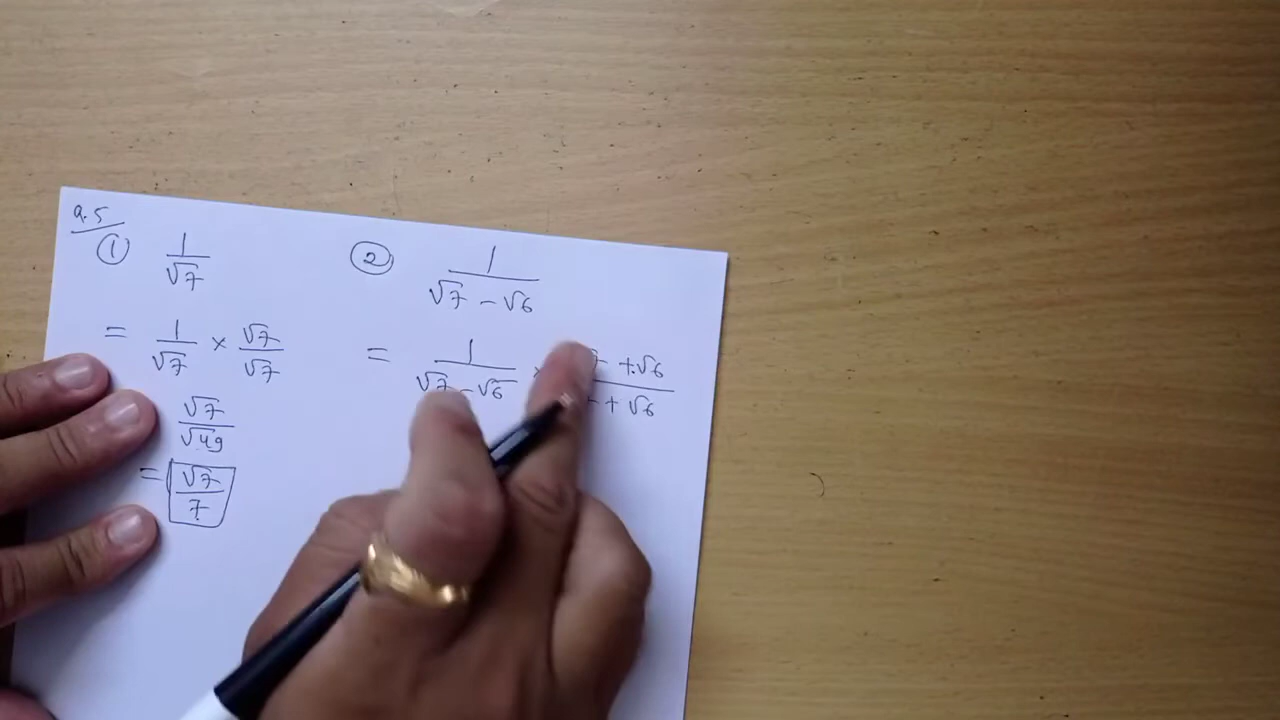 Q.5
① 1/√7
= 1/√7 × √7/√7
√7/√49
= √7/7
② 1/(√7 - √6)
= 1/(√7 - √6) + √6 / + √6